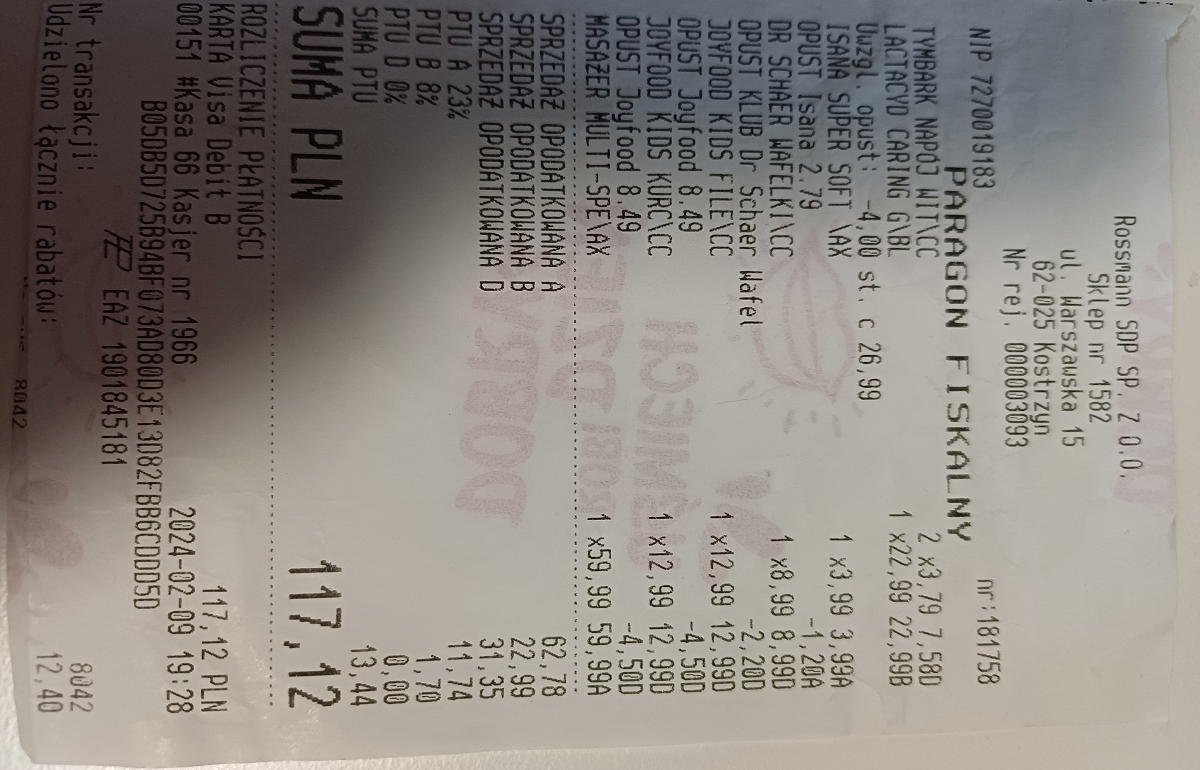 Rossmann SDP SP. Z O.O.
Sklep nr 1582
ul. Warszawska 15
62-025 Kostrzyn
Nr rej. 000003093
NIP 7270019183 nr:181758
PARAGON FISKALNY
TYMBARK NAPÓJ WIT\CC 2 x3,79 7,58D
LACTACYD CARING G\BL 1 x22,99 22,99B
Uwzgl. opust: -4,00 st. c 26,99
ISANA SUPER SOFT \AX 1 x3,99 3,99A
OPUST Isana 2.79 -1,20A
DR SCHAER WAFELKI\CC 1 x8,99 8,99D
OPUST KLUB Dr Schaer Wafel -2,20D
JOYFOOD KIDS FILE\CC 1 x12,99 12,99D
OPUST Joyfood 8.49 -4,50D
JOYFOOD KIDS KURC\CC 1 x12,99 12,99D
OPUST Joyfood 8.49 -4,50D
MASAŻER MULTI-SPE\AX 1 x59,99 59,99A
SPRZEDAŻ OPODATKOWANA A 62,78
SPRZEDAŻ OPODATKOWANA B 22,99
SPRZEDAŻ OPODATKOWANA D 31,35
PTU A 23% 11,74
PTU B 8% 1,70
PTU D 0% 0,00
SUMA PTU 13,44
SUMA PLN 117,12
ROZLICZENIE PŁATNOŚCI
KARTA Visa Debit B 117,12 PLN
00151 #Kasa 66 Kasjer nr 1966 2024-02-09 19:28
B05DB5D725B94BF073AD80D3E13D82FBB6CDDD5D
EAZ 1901845181
Nr transakcji: 8042
Udzielono łącznie rabatów: 12,40
8042